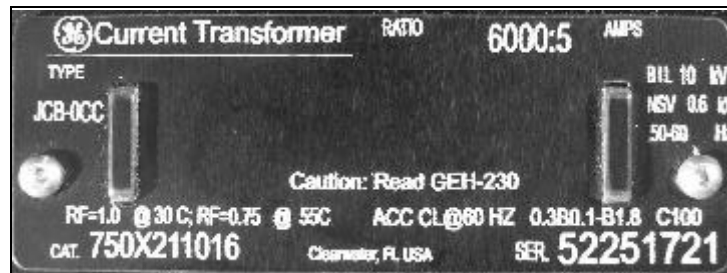 GE Current Transformer RATIO 6000:5 AMPS
TYPE BIL 10 kV
JCB-0CC NSV 0.6 k
50-60 H
Caution: Read GEH-230
RF=1.0 @ 30 C; RF=0.75 @ 55C ACC CL@60 HZ 0.3B0.1-B1.8 C100
CAT. 750X211016 Clearwater, FL USA SER. 52251721